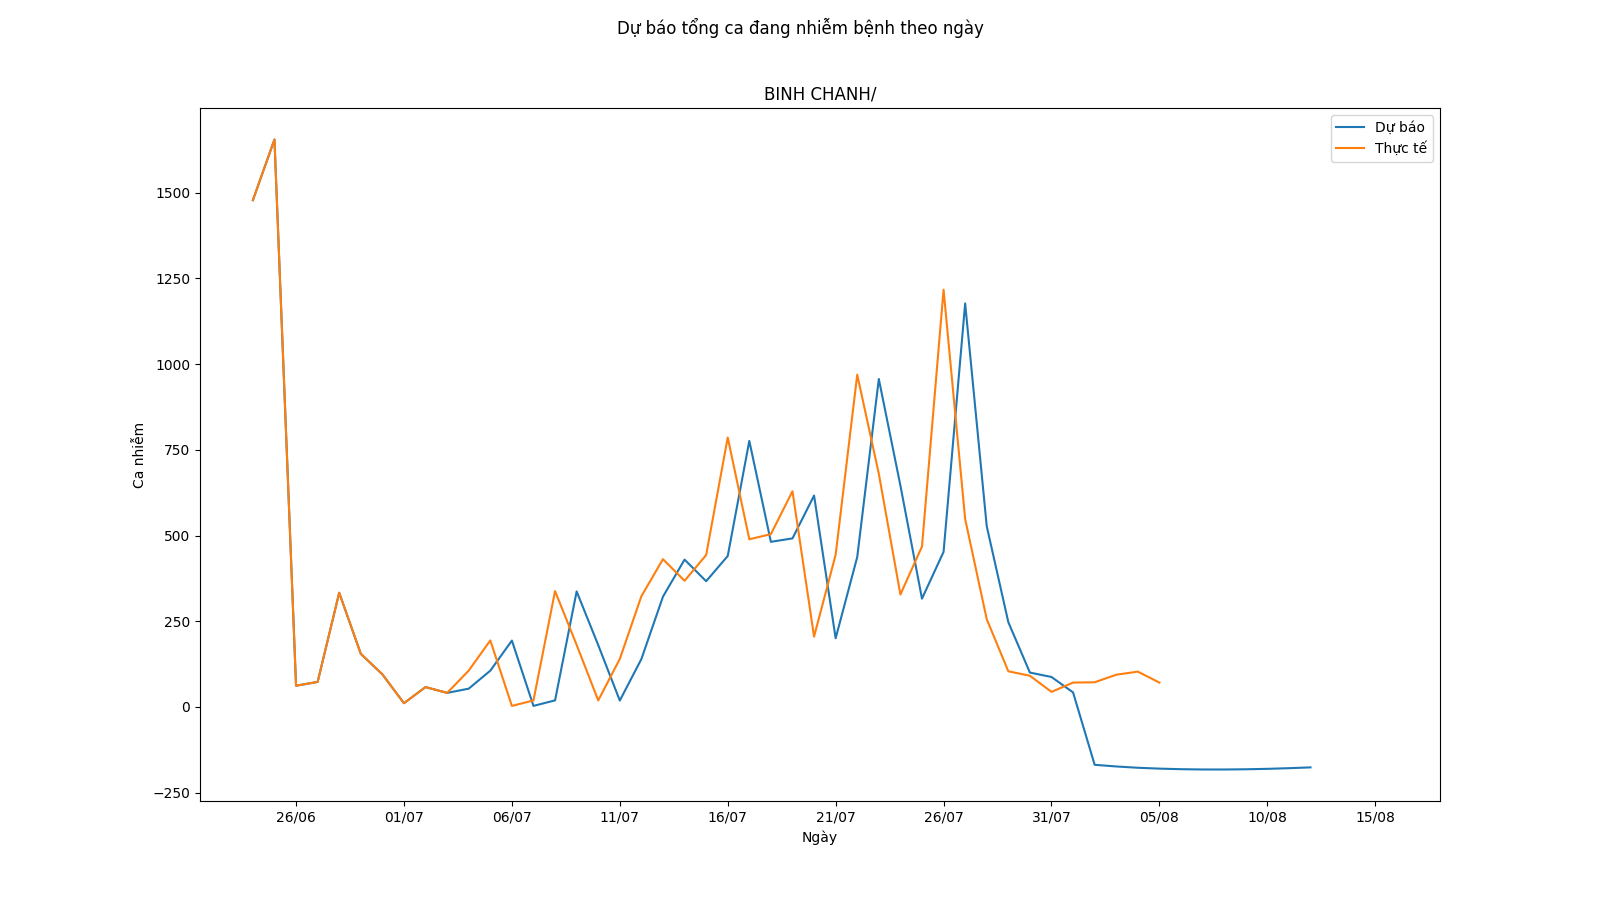 Dự báo tổng ca đang nhiễm bệnh theo ngày
BINH CHANH/
Dự báo
Thực tế
1500
1250
1000
750
500
250
0
−250
Ca nhiễm
26/06 01/07 06/07 11/07 16/07 21/07 26/07 31/07 05/08 10/08 15/08
Ngày